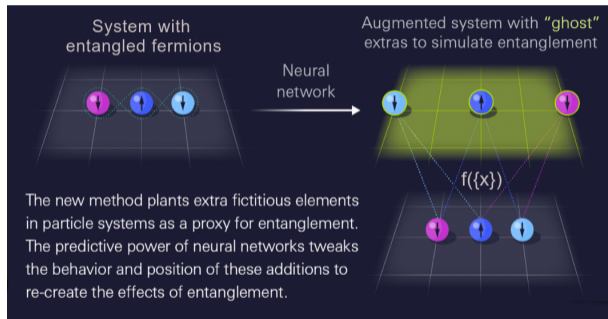 System with
entangled fermions
Augmented system with "ghost"
extras to simulate entanglement
Neural
network
f({x})
The new method plants extra fictitious elements
in particle systems as a proxy for entanglement.
The predictive power of neural networks tweaks
the behavior and position of these additions to
re-create the effects of entanglement.